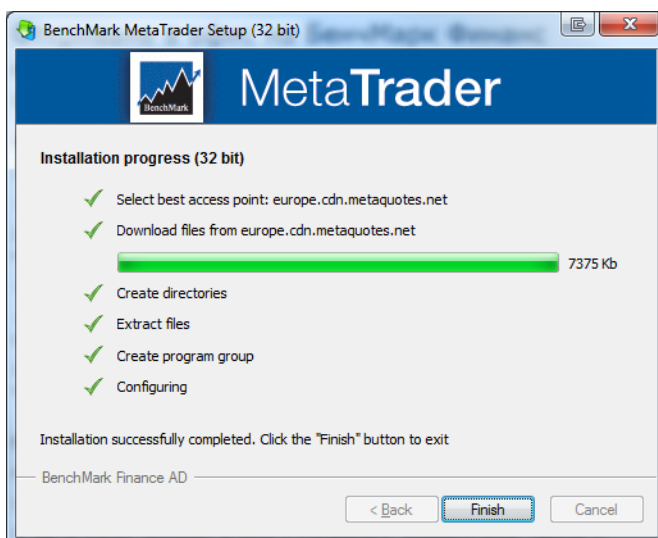 BenchMark MetaTrader Setup (32 bit)
BenchMark
MetaTrader
Installation progress (32 bit)
Select best access point: europe.cdn.metaquotes.net
Download files from europe.cdn.metaquotes.net
7375 Kb
Create directories
Extract files
Create program group
Configuring
Installation successfully completed. Click the "Finish" button to exit
BenchMark Finance AD
< Back Finish Cancel